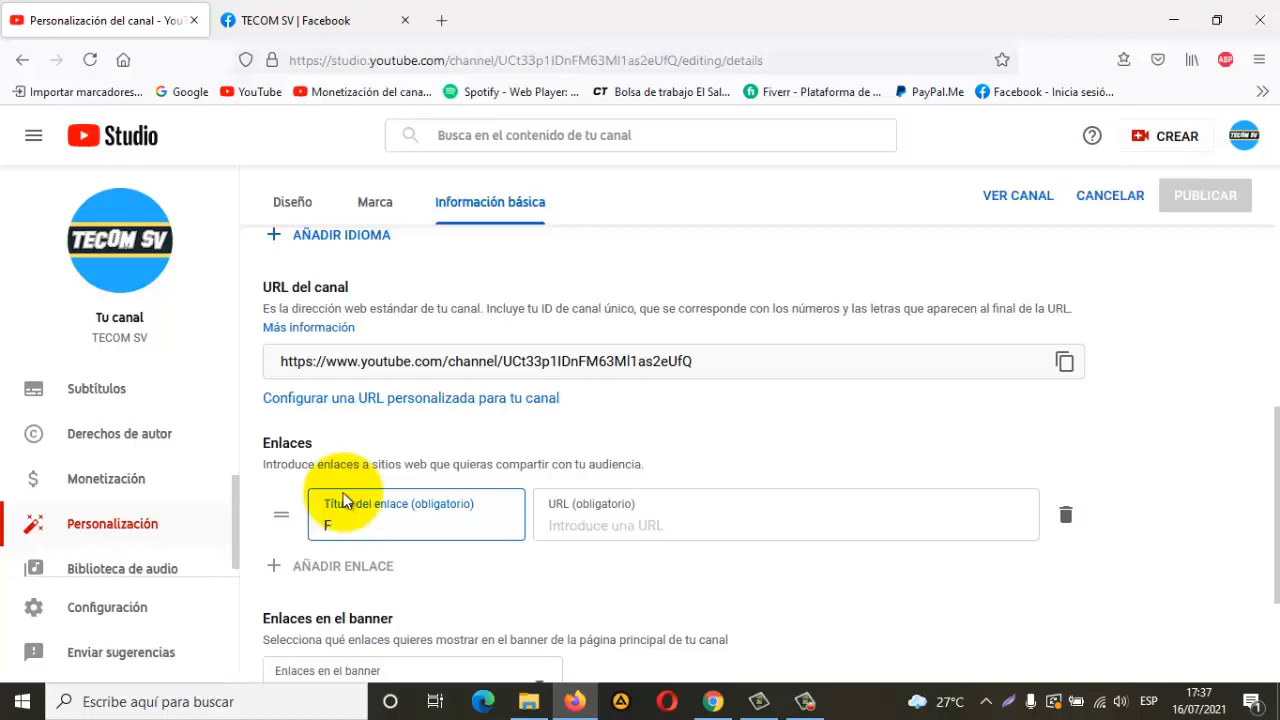 Personalización del canal - YouT
TECOM SV | Facebook
https://studio.youtube.com/channel/UCt33p1IDnFM63Ml1as2eUfQ/editing/details
ABP
Importar marcadores...
Google
YouTube
Monetización del cana...
Spotify - Web Player: ...
CT Bolsa de trabajo El Sal...
Fiverr - Plataforma de ...
PayPal.Me
Facebook - Inicia sesió...
Studio
Busca en el contenido de tu canal
CREAR
TECOM SV
Diseño
Marca
Información básica
VER CANAL
CANCELAR
PUBLICAR
TECOM SV
Tu canal
TECOM SV
Subtítulos
Derechos de autor
Monetización
Personalización
Biblioteca de audio
Configuración
Enviar sugerencias
AÑADIR IDIOMA
URL del canal
Es la dirección web estándar de tu canal. Incluye tu ID de canal único, que se corresponde con los números y las letras que aparecen al final de la URL.
Más información
https://www.youtube.com/channel/UCt33p1IDnFM63Ml1as2eUfQ
Configurar una URL personalizada para tu canal
Enlaces
Introduce enlaces a sitios web que quieras compartir con tu audiencia.
Título del enlace (obligatorio)
F
URL (obligatorio)
Introduce una URL
AÑADIR ENLACE
Enlaces en el banner
Selecciona qué enlaces quieres mostrar en el banner de la página principal de tu canal
Enlaces en el banner
Escribe aquí para buscar
27°C
ESP
17:37
16/07/2021
1